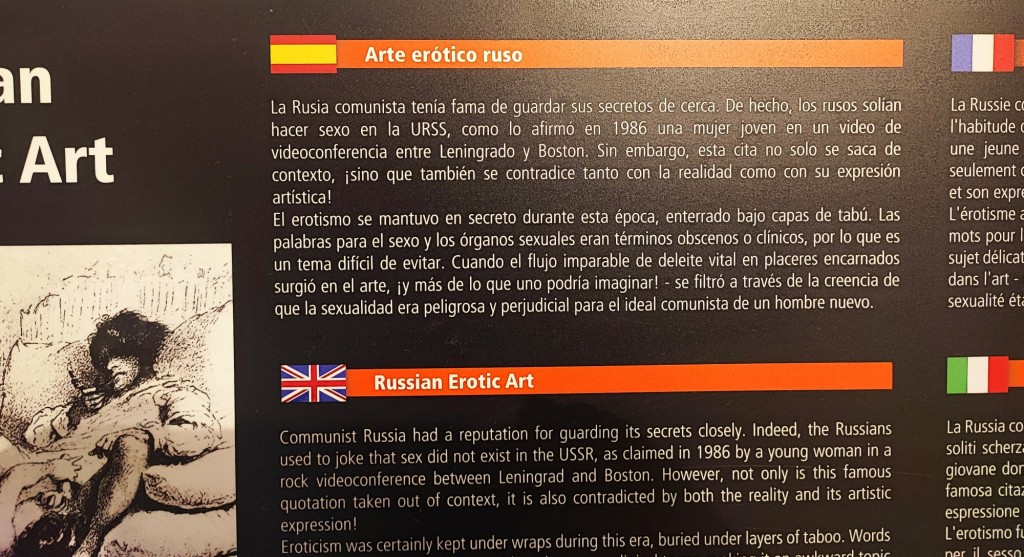 an
Art
Arte erótico ruso
La Rusia comunista tenía fama de guardar sus secretos de cerca. De hecho, los rusos solían
hacer sexo en la URSS, como lo afirmó en 1986 una mujer joven en un video de
videoconferencia entre Leningrado y Boston. Sin embargo, esta cita no solo se saca de
contexto, ¡sino que también se contradice tanto con la realidad como con su expresión
artística!
El erotismo se mantuvo en secreto durante esta época, enterrado bajo capas de tabú. Las
palabras para el sexo y los órganos sexuales eran términos obscenos o clínicos, por lo que es
un tema difícil de evitar. Cuando el flujo imparable de deleite vital en placeres encarnados
surgió en el arte, ¡y más de lo que uno podría imaginar! - se filtró a través de la creencia de
que la sexualidad era peligrosa y perjudicial para el ideal comunista de un hombre nuevo.
Russian Erotic Art
Communist Russia had a reputation for guarding its secrets closely. Indeed, the Russians
used to joke that sex did not exist in the USSR, as claimed in 1986 by a young woman in a
rock videoconference between Leningrad and Boston. However, not only is this famous
quotation taken out of context, it is also contradicted by both the reality and its artistic
expression!
Eroticism was certainly kept under wraps during this era, buried under layers of taboo. Words
it an awkward topic
La Russie
l'habitude
une jeune
seulement
et son
L'érotisme
mots pour
sujet
dans l'art -
sexualité
La Russia
soliti
giovane
famosa
espressione
L'erotismo
per il